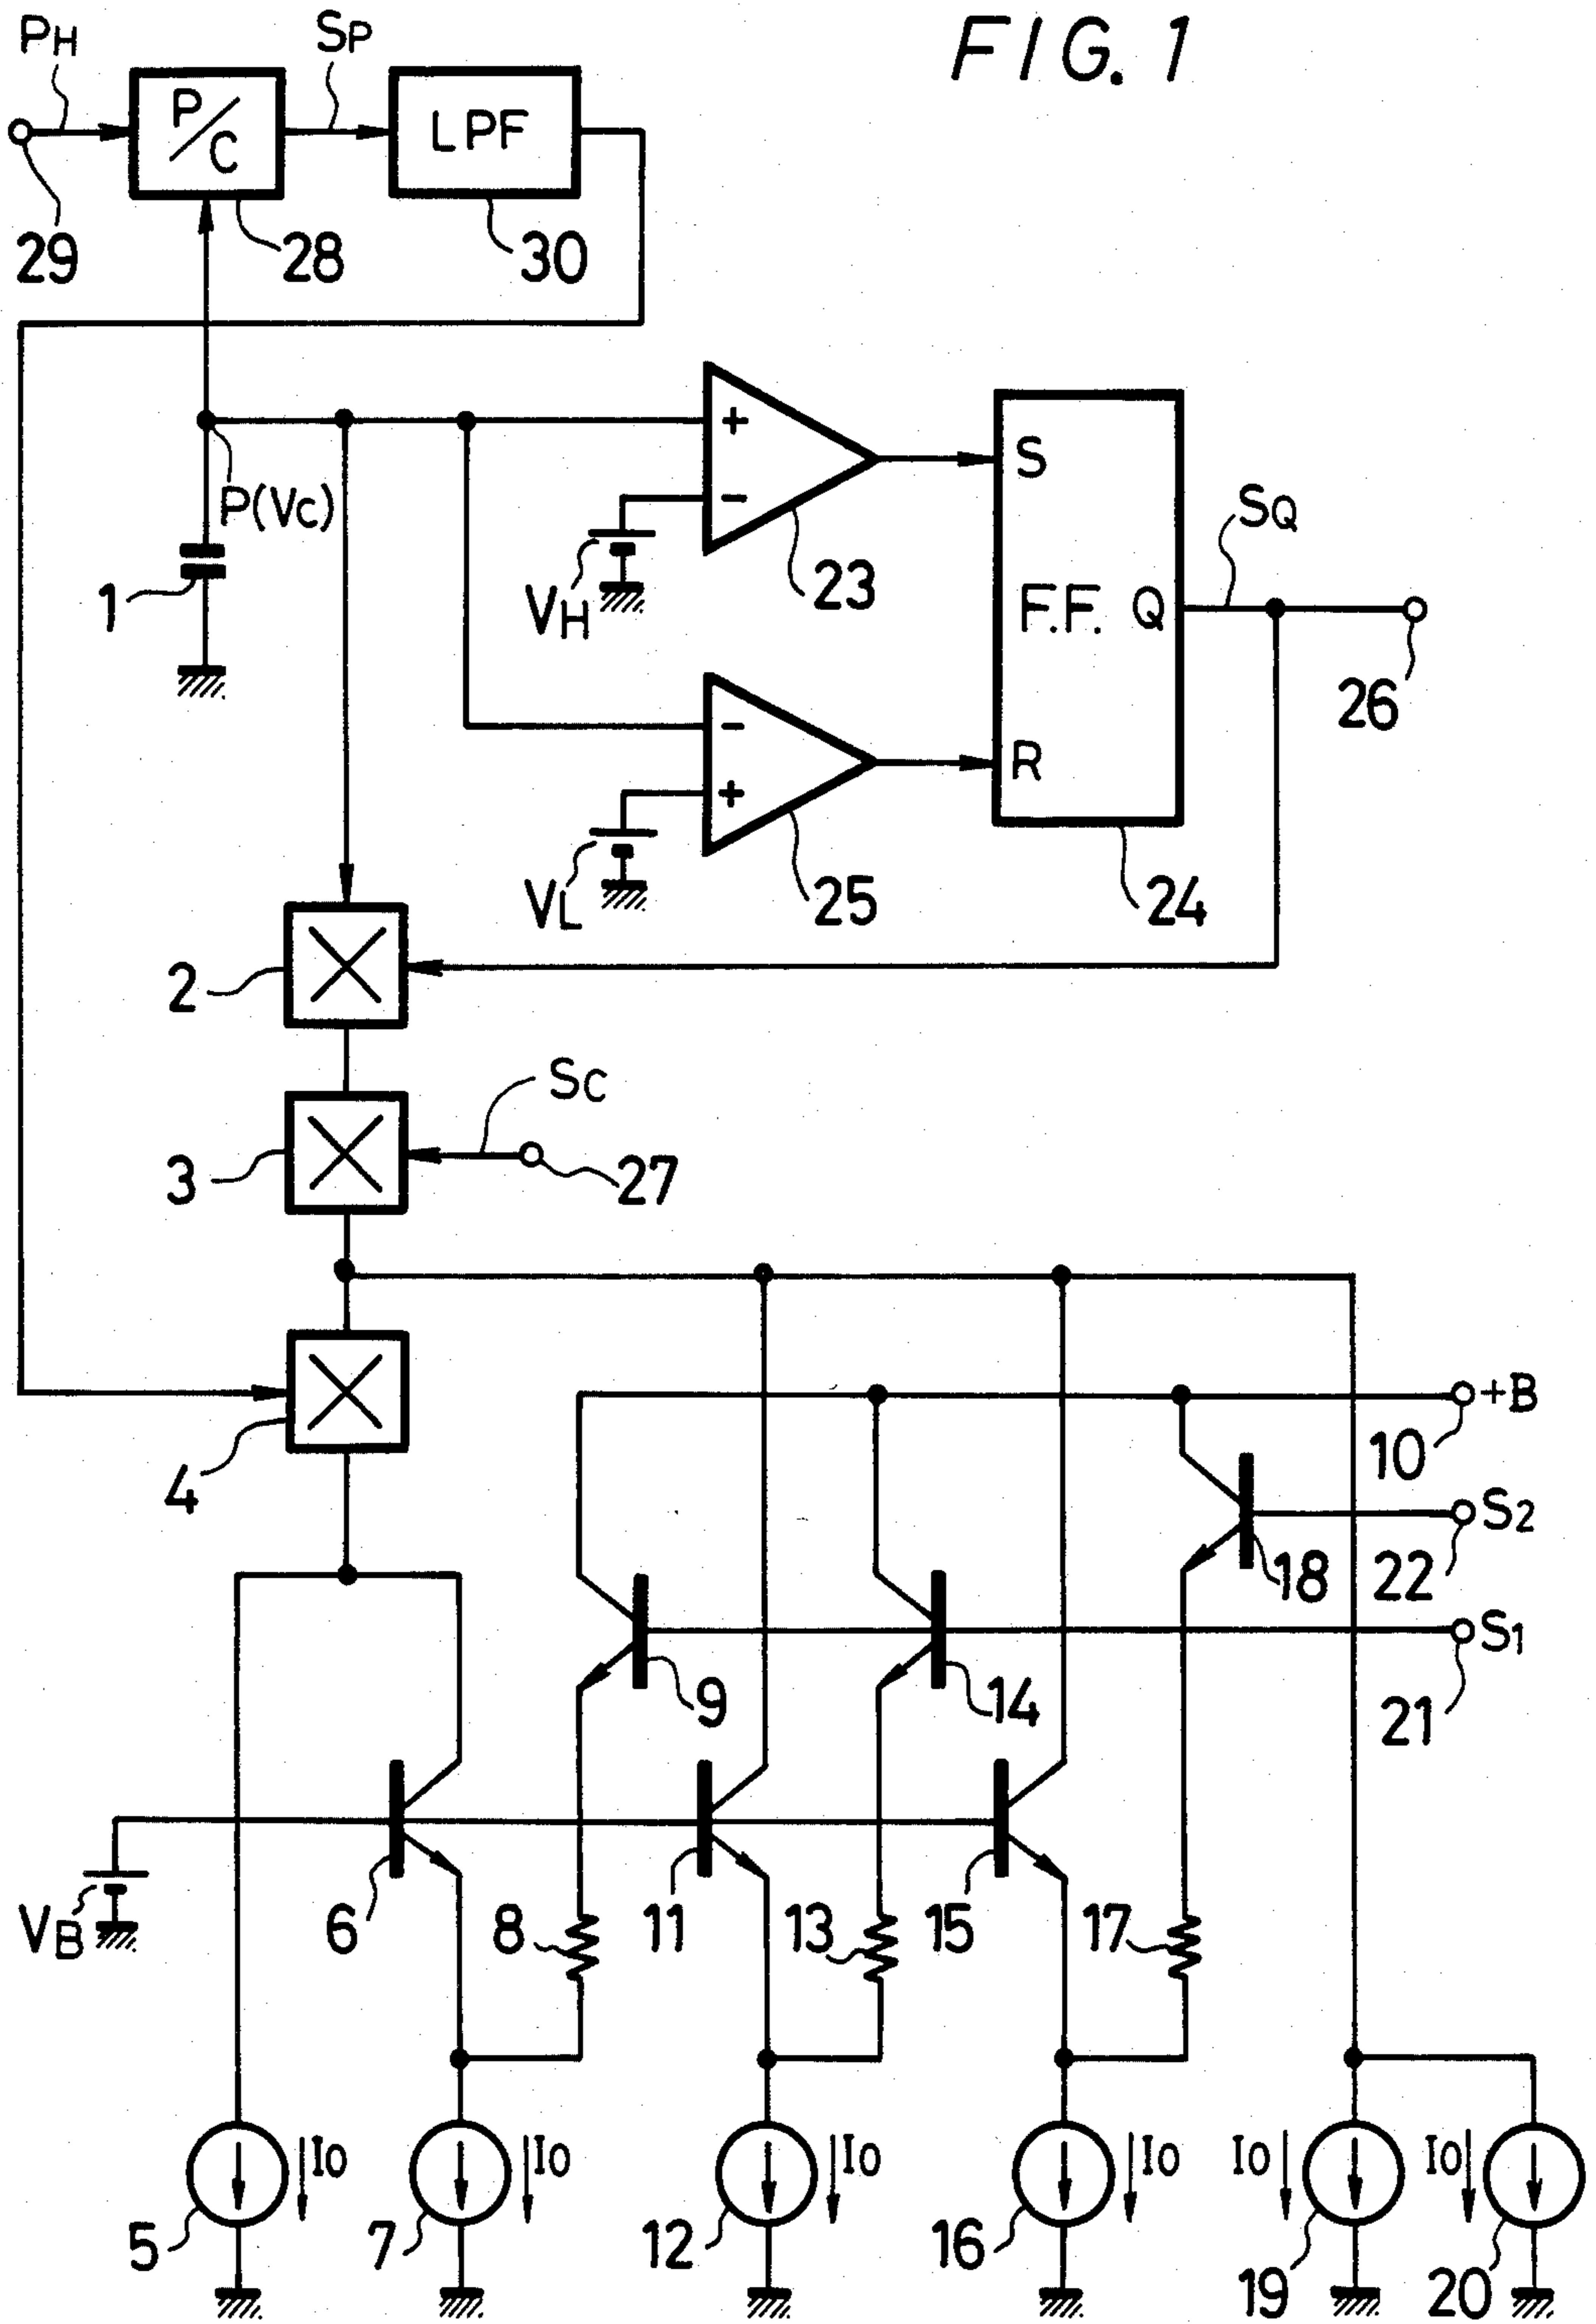 FIG. 1
PH
SP
P/C
LPF
29
28
30
P(VC)
1
+
-
VH
23
S
F.F.
Q
SQ
26
-
+
VL
25
R
24
2
3
SC
27
4
+B
10
S2
22
18
S1
21
9
14
VB
6
8
11
13
15
17
I0
I0
I0
I0
I0
I0
5
7
12
16
19
20